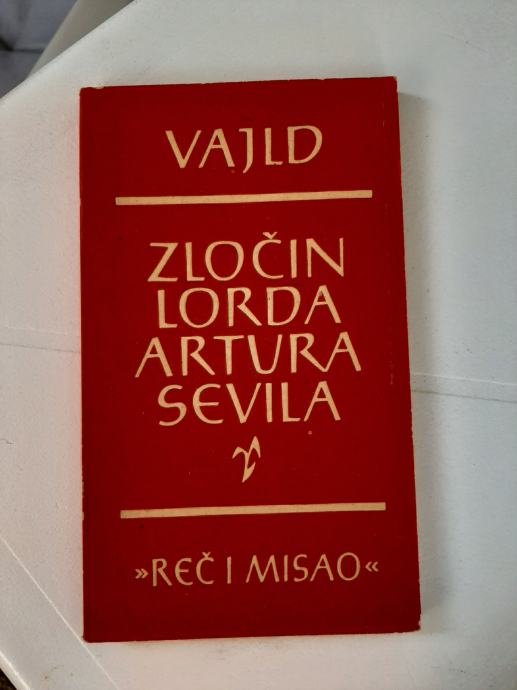 VAJLD
ZLOČIN
LORDA
ARTURA
SEVILA
»REČ I MISAO«